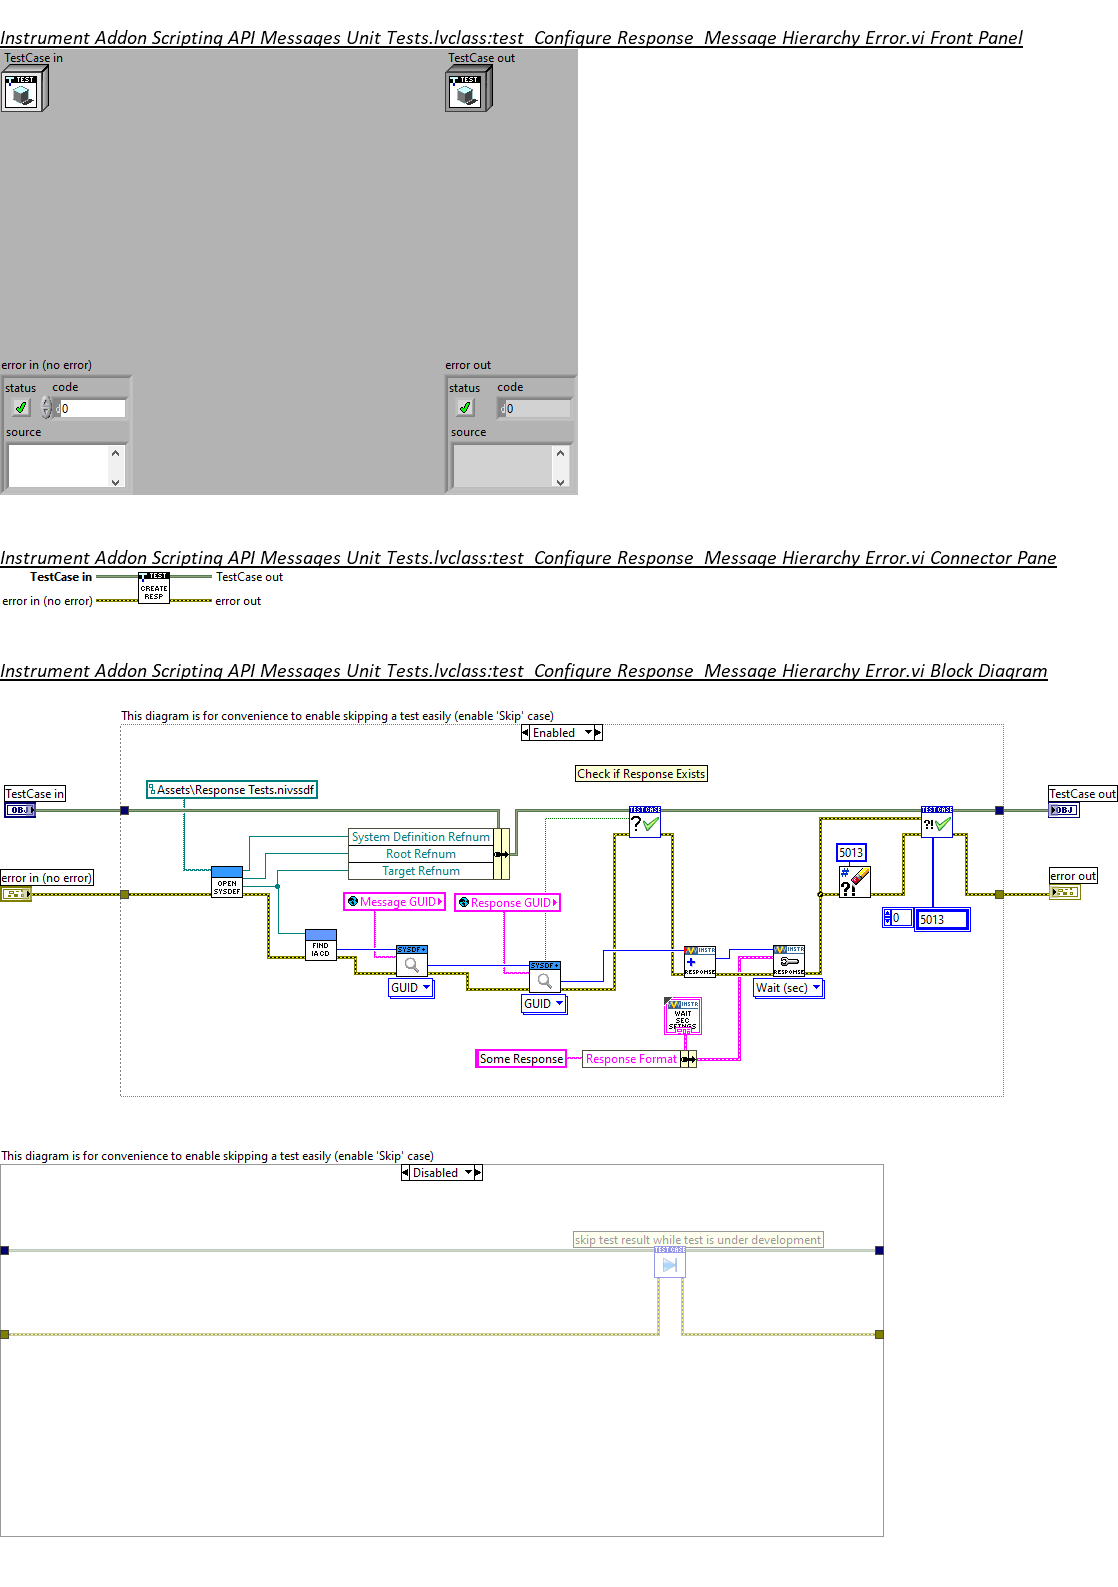 Instrument Addon Scripting API Messages Unit Tests.lvclass:test_Configure Response_Message Hierarchy Error.vi Front Panel
TestCase in
TestCase out
TEST
TEST
error in (no error)
error out
status
code
status
code
d0
d0
source
source
Instrument Addon Scripting API Messages Unit Tests.lvclass:test_Configure Response_Message Hierarchy Error.vi Connector Pane
TestCase in
TEST
TestCase out
CREATE
RESP
error in (no error)
error out
Instrument Addon Scripting API Messages Unit Tests.lvclass:test_Configure Response_Message Hierarchy Error.vi Block Diagram
This diagram is for convenience to enable skipping a test easily (enable 'Skip' case)
Enabled
Check if Response Exists
Assets\Response Tests.nivssdf
TestCase in
TestCase out
OBJ
TEST CASE
?
TEST CASE
?!
OBJ
System Definition Refnum
Root Refnum
Target Refnum
5013
#
?!
error in (no error)
error out
OPEN
SYSDEF
Message GUID
Response GUID
0
5013
FIND
IACD
SYSDF
GUID
SYSDF
GUID
INSTR
+
RESPONSE
INSTR
RESPONSE
Wait (sec)
INSTR
WAIT
SEC
SETNGS
Some Response
Response Format
This diagram is for convenience to enable skipping a test easily (enable 'Skip' case)
Disabled
skip test result while test is under development
TEST CASE